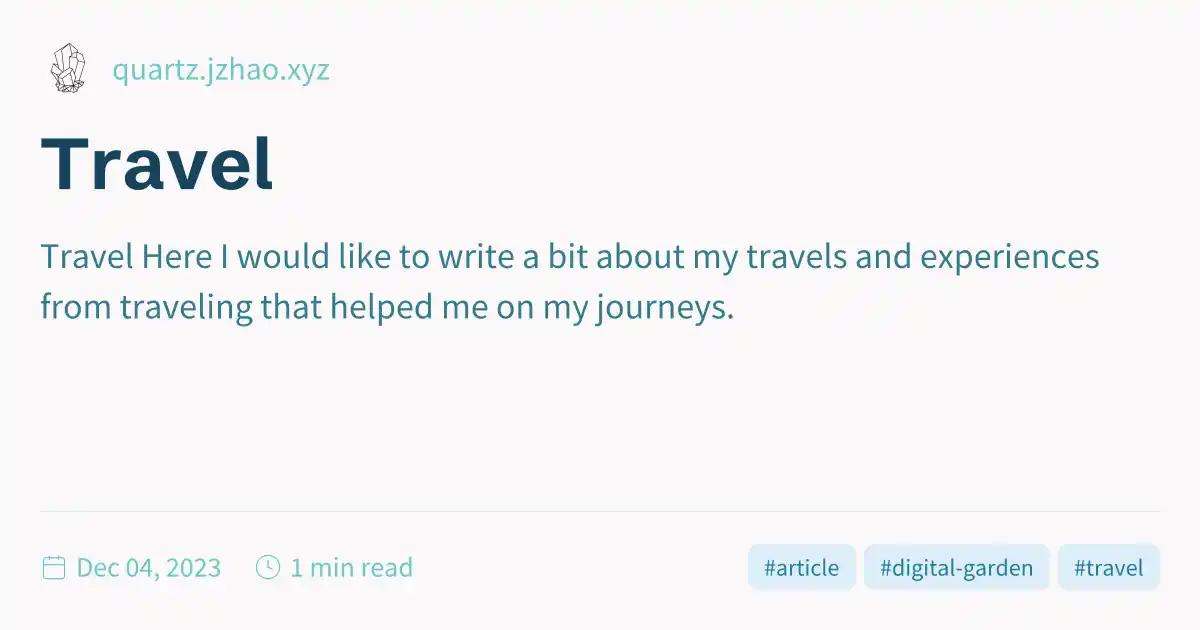 quartz.jzhao.xyz
Travel
Travel Here I would like to write a bit about my travels and experiences
from traveling that helped me on my journeys.
Dec 04, 2023 1 min read #article #digital-garden #travel